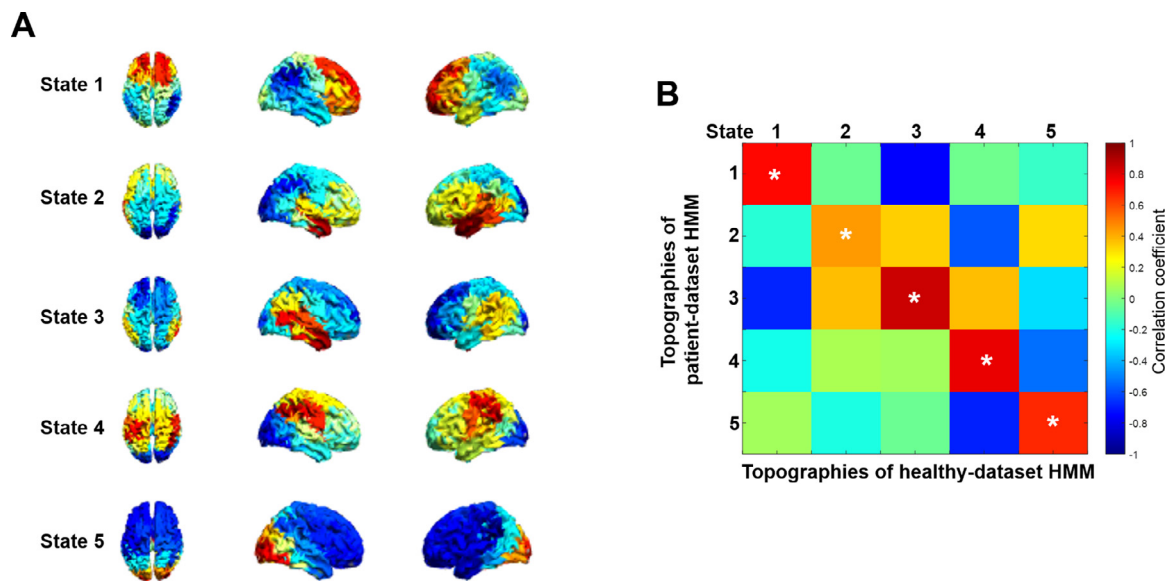 A
State 1
State 2
State 3
State 4
State 5
B
State 1 2 3 4 5
1
*
2
*
3
*
4
*
5
*
Topographies of
patient-dataset HMM
Topographies of healthy-dataset HMM
1
0.8
0.6
0.4
0.2
0
-0.2
-0.4
-0.6
-0.8
-1
Correlation coefficient